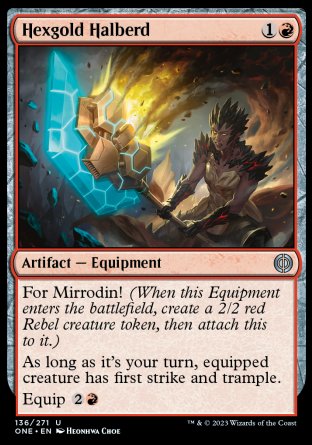 Hexgold Halberd 1
Artifact — Equipment
For Mirrodin! (When this Equipment
enters the battlefield, create a 2/2 red
Rebel creature token, then attach this
to it.)
As long as it's your turn, equipped
creature has first strike and trample.
Equip 2
136/271 U
ONE • EN Heonhwa Choe
™ & © 2023 Wizards of the Coast